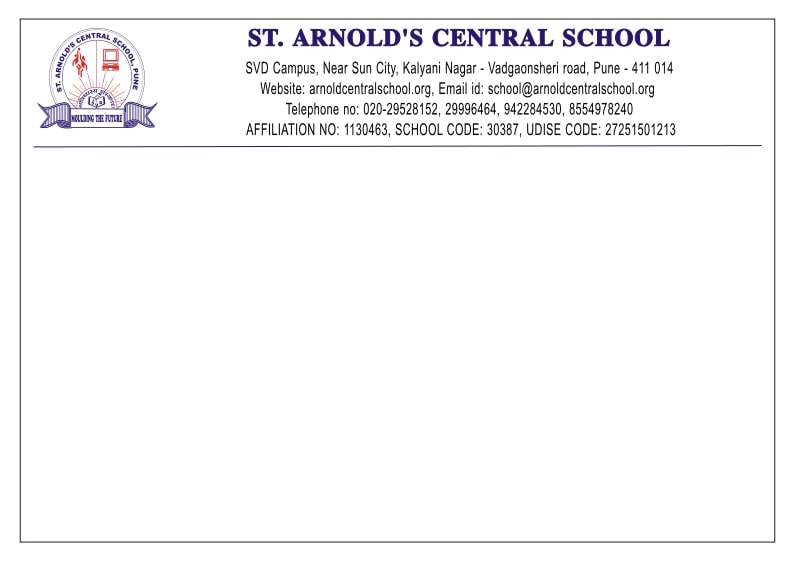 ST. ARNOLD'S CENTRAL SCHOOL, PUNE
MOULDING THE FUTURE
ST. ARNOLD'S CENTRAL SCHOOL
SVD Campus, Near Sun City, Kalyani Nagar - Vadgaonsheri road, Pune - 411 014
Website: arnoldcentralschool.org, Email id: school@arnoldcentralschool.org
Telephone no: 020-29528152, 29996464, 942284530, 8554978240
AFFILIATION NO: 1130463, SCHOOL CODE: 30387, UDISE CODE: 27251501213